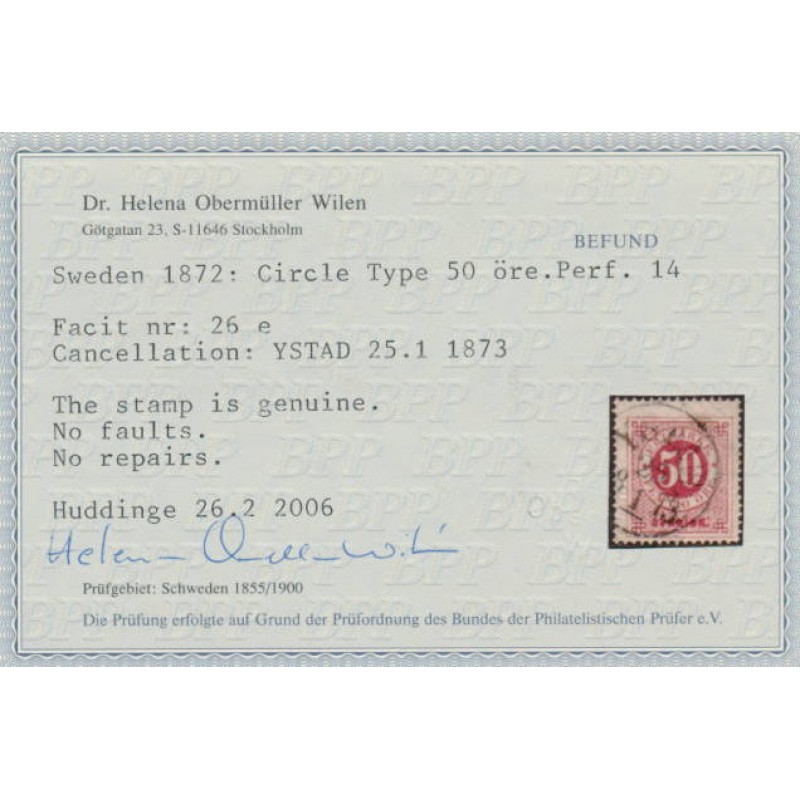 Dr. Helena Obermüller Wilen
Götgatan 23, S-11646 Stockholm
BEFUND
Sweden 1872: Circle Type 50 öre.Perf. 14
Facit nr: 26 e
Cancellation: YSTAD 25.1 1873
The stamp is genuine.
No faults.
No repairs.
50
Huddinge 26.2 2006
Prüfgebiet: Schweden 1855/1900
Die Prüfung erfolgte auf Grund der Prüfordnung des Bundes der Philatelistischen Prüfer e.V.
BPP